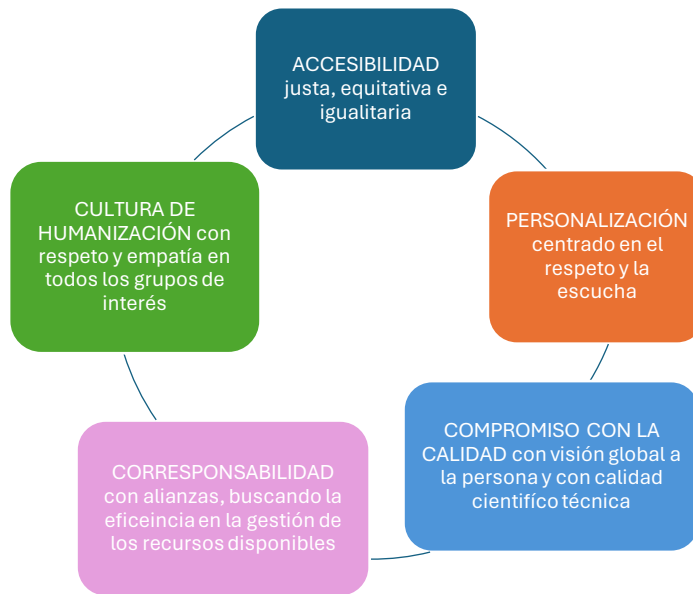 ACCESIBILIDAD
justa, equitativa e
igualitaria
PERSONALIZACIÓN
centrado en el
respeto y la
escucha
COMPROMISO CON LA
CALIDAD con visión global a
la persona y con calidad
cientifíco técnica
CORRESPONSABILIDAD
con alianzas, buscando la
eficeincia en la gestión de
los recursos disponibles
CULTURA DE
HUMANIZACIÓN con
respeto y empatía en
todos los grupos de
interés